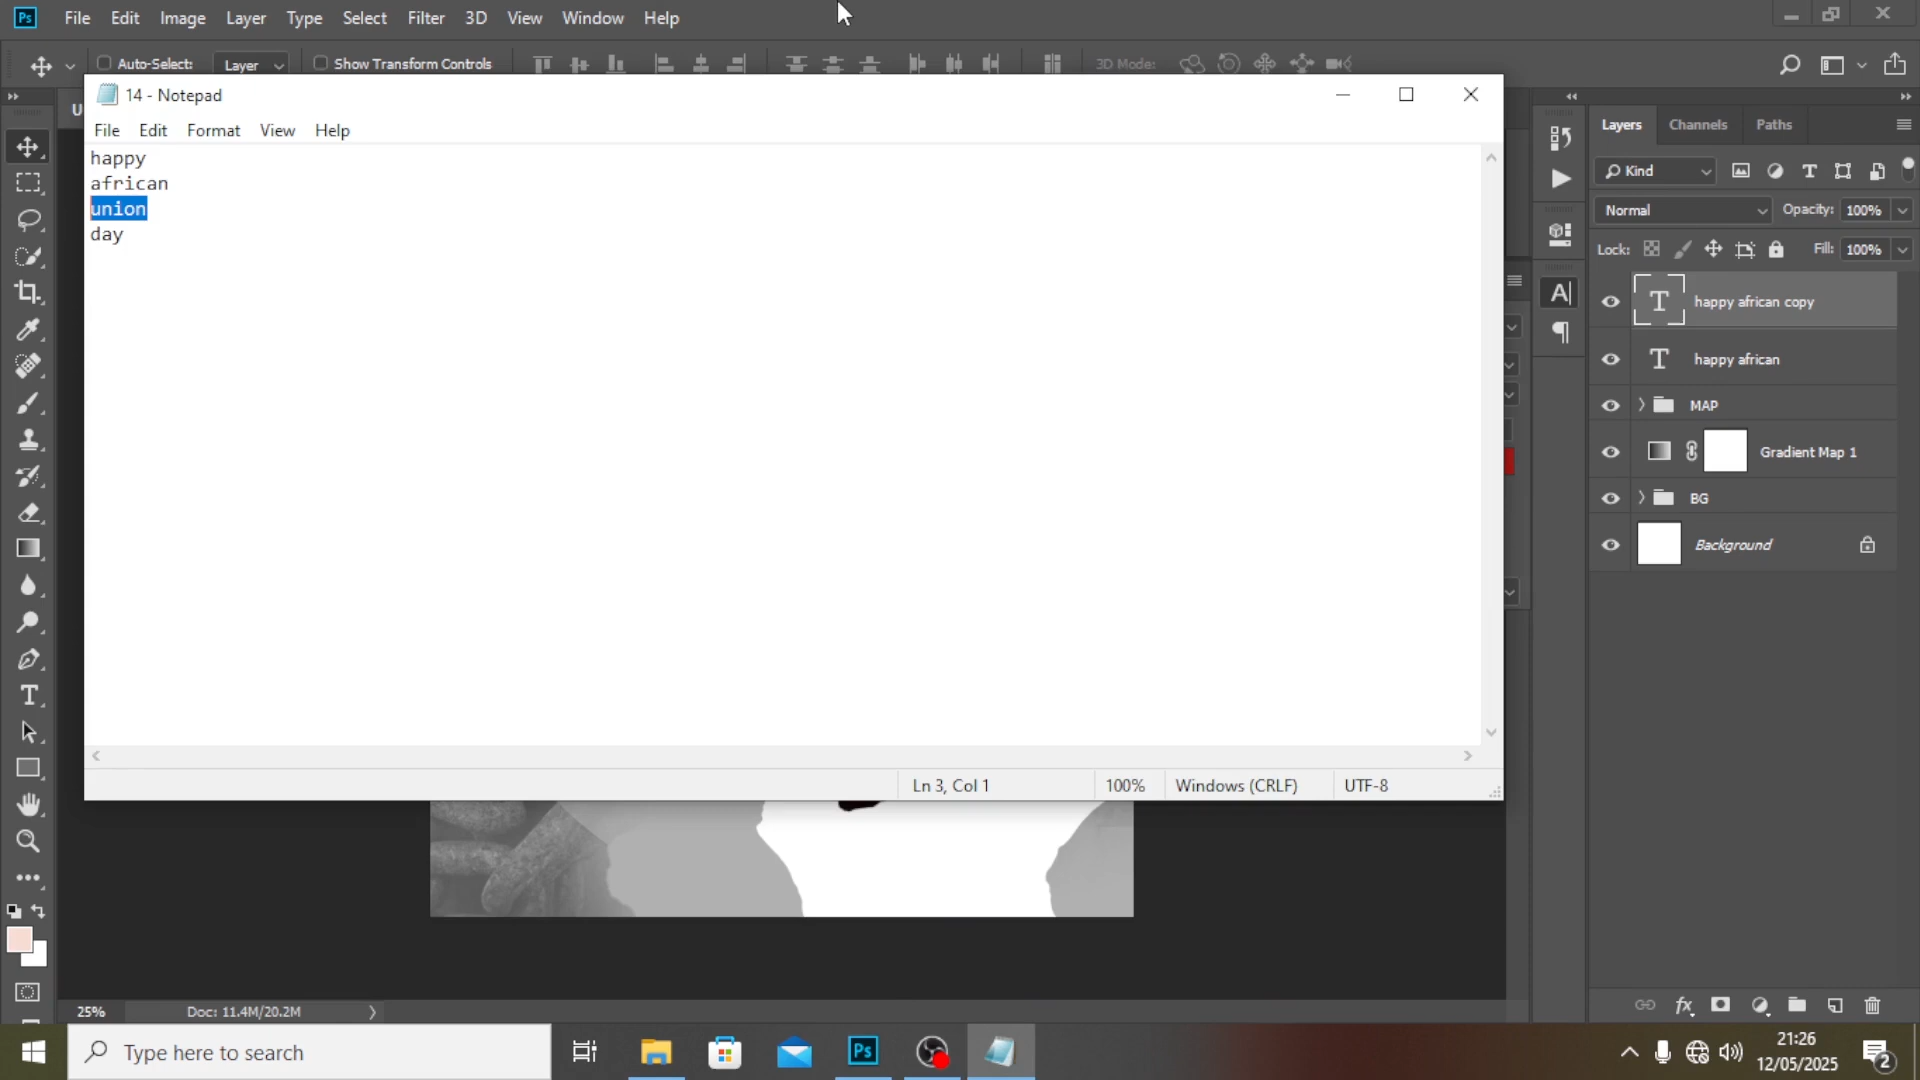 Ps File Edit Image Layer Type Select Filter 3D View Window Help
Auto-Select: Layer Show Transform Controls 3D Mode:
14 - Notepad
File Edit Format View Help
happy
african
union
day
Ln 3, Col 1 100% Windows (CRLF) UTF-8
Layers Channels Paths
Kind
Normal Opacity: 100%
Lock: Fill: 100%
T happy african copy
T happy african
MAP
Gradient Map 1
BG
Background
25% Doc: 11.4M/20.2M
Type here to search
Ps
21:26
12/05/2025
2